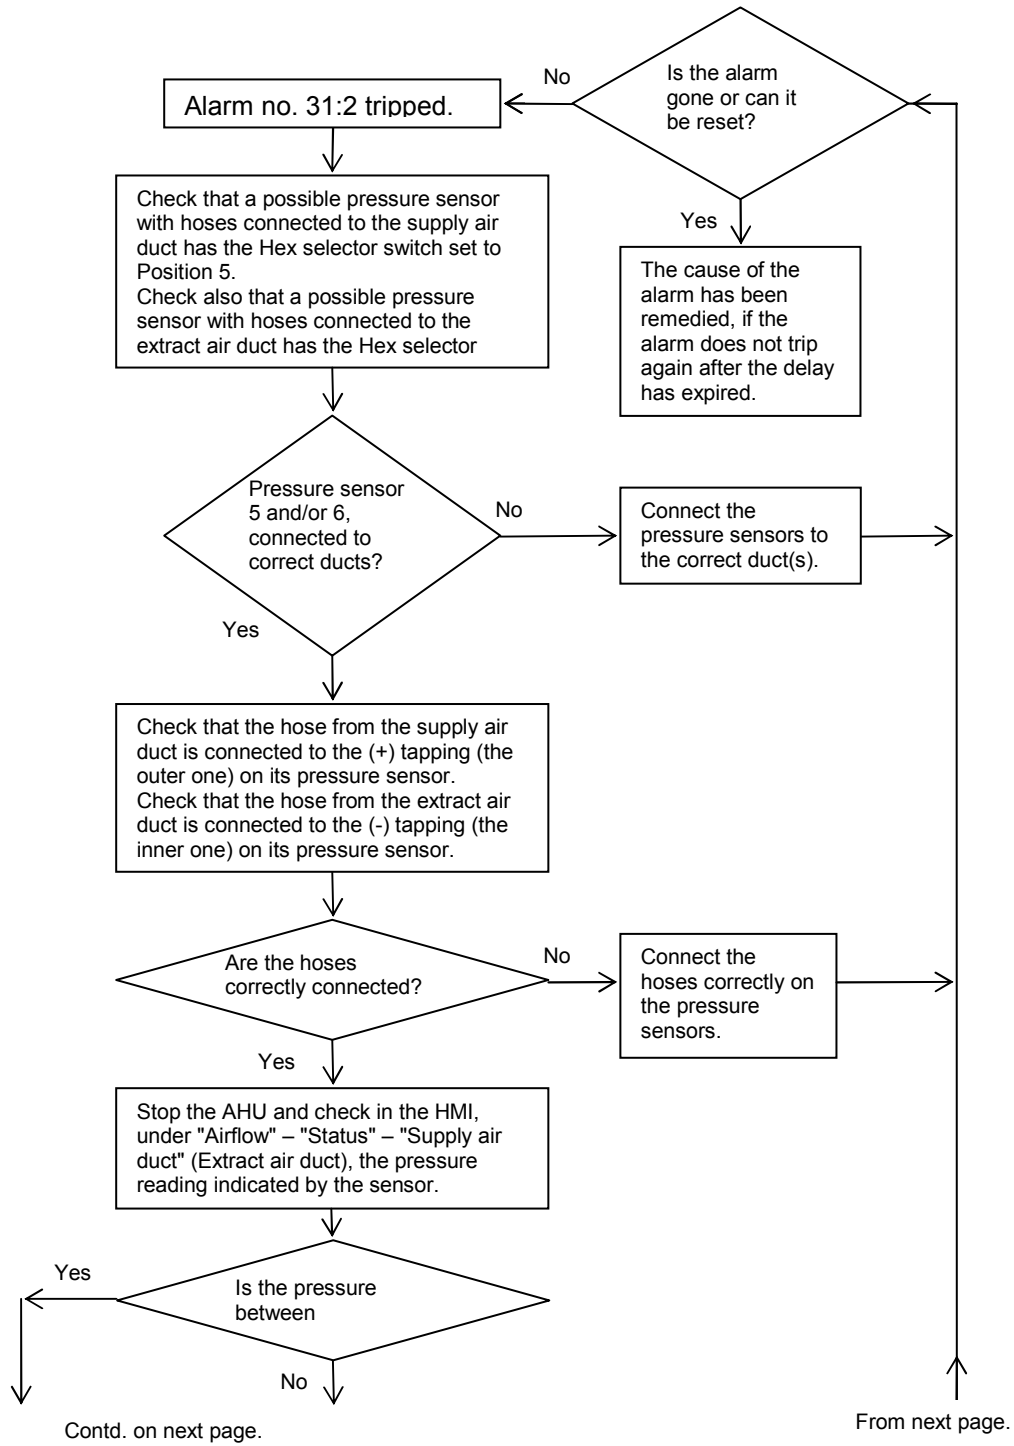 Is the alarm
gone or can it
be reset?
No
Alarm no. 31:2 tripped.
Yes
Check that a possible pressure sensor
with hoses connected to the supply air
duct has the Hex selector switch set to
Position 5.
Check also that a possible pressure
sensor with hoses connected to the
extract air duct has the Hex selector
The cause of the
alarm has been
remedied, if the
alarm does not trip
again after the delay
has expired.
Pressure sensor
5 and/or 6,
connected to
correct ducts?
No
Connect the
pressure sensors to
the correct duct(s).
Yes
Check that the hose from the supply air
duct is connected to the (+) tapping (the
outer one) on its pressure sensor.
Check that the hose from the extract air
duct is connected to the (-) tapping (the
inner one) on its pressure sensor.
Are the hoses
correctly connected?
No
Connect the
hoses correctly on
the pressure
sensors.
Yes
Stop the AHU and check in the HMI,
under "Airflow" – "Status" – "Supply air
duct" (Extract air duct), the pressure
reading indicated by the sensor.
Yes
Is the pressure
between
No
Contd. on next page.
From next page.